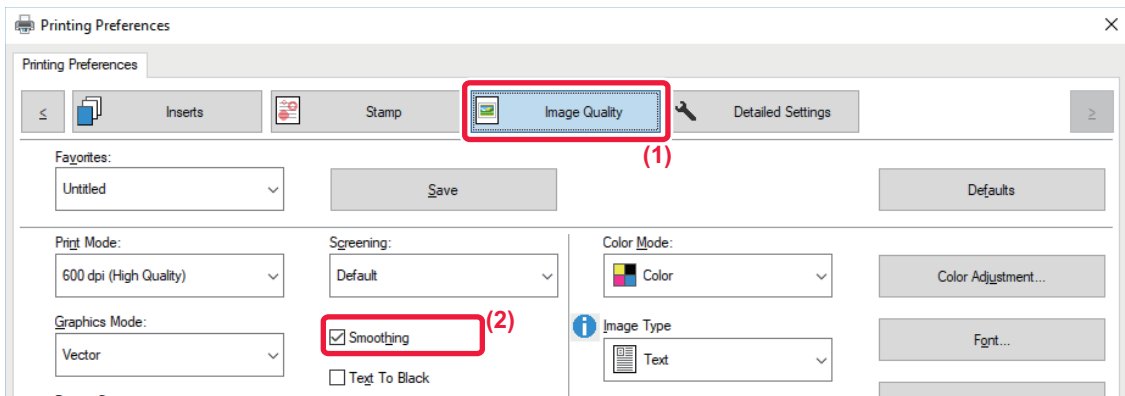 Printing Preferences
Printing Preferences
< Inserts Stamp Image Quality Detailed Settings >
(1)
Favorites:
Untitled Save Defaults
Print Mode: Screening: Color Mode:
600 dpi (High Quality) Default Color Color Adjustment...
(2)
Graphics Mode: Smoothing Image Type
Vector Text Font...
Text To Black